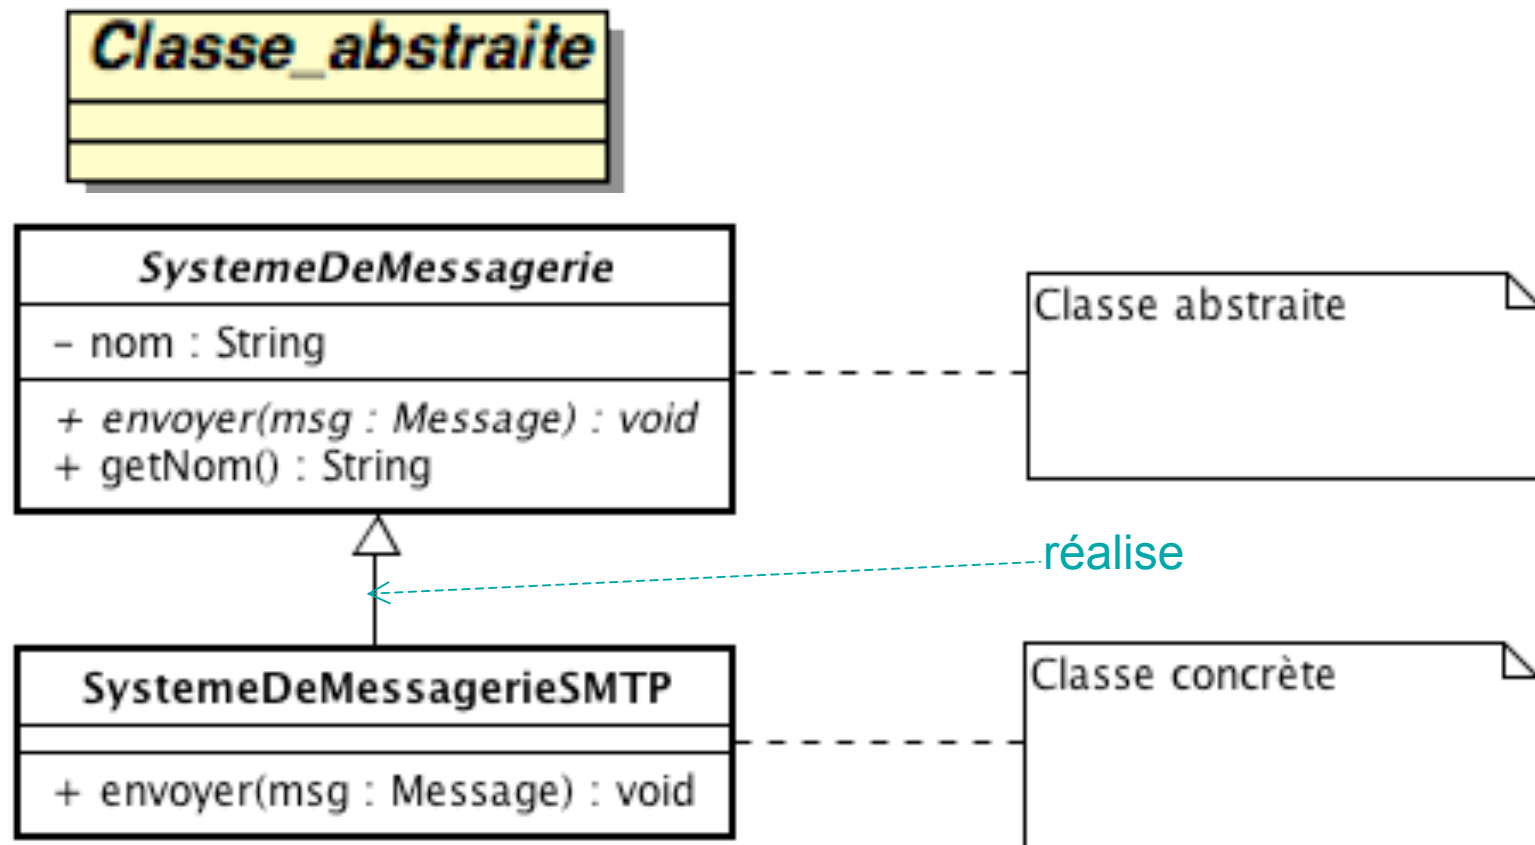 Classe_abstraite
SystemeDeMessagerie
- nom : String
+ envoyer(msg : Message) : void
+ getNom() : String
Classe abstraite
réalise
SystemeDeMessagerieSMTP
+ envoyer(msg : Message) : void
Classe concrète